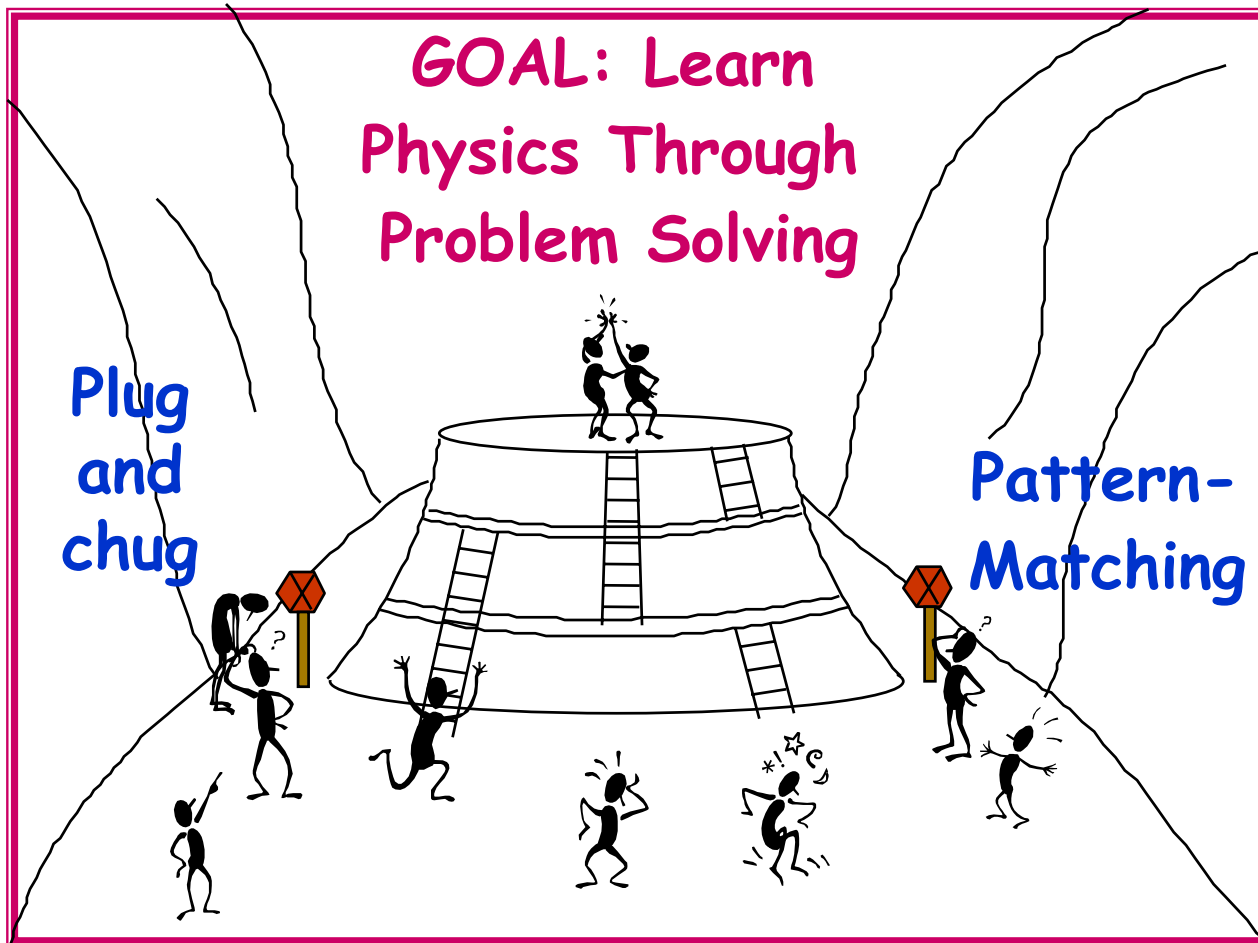 GOAL: Learn
Physics Through
Problem Solving
Plug
and
chug
Pattern-
Matching
?
?
*!